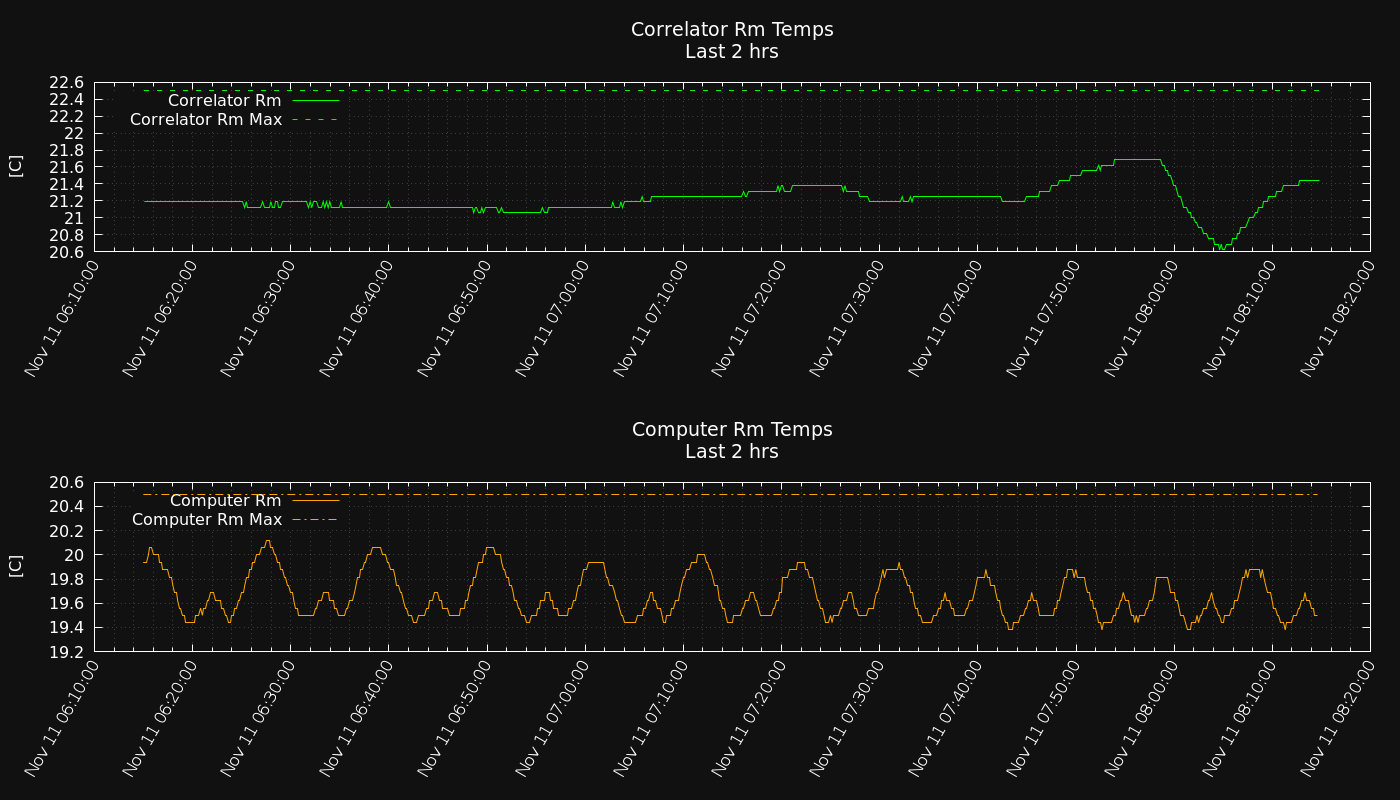 Correlator Rm Temps
Last 2 hrs
22.6
22.4
22.2
22
21.8
21.6
21.4
21.2
21
20.8
20.6
[C]
Correlator Rm
Correlator Rm Max
Nov 11 06:10:00
Nov 11 06:20:00
Nov 11 06:30:00
Nov 11 06:40:00
Nov 11 06:50:00
Nov 11 07:00:00
Nov 11 07:10:00
Nov 11 07:20:00
Nov 11 07:30:00
Nov 11 07:40:00
Nov 11 07:50:00
Nov 11 08:00:00
Nov 11 08:10:00
Nov 11 08:20:00
Computer Rm Temps
Last 2 hrs
20.6
20.4
20.2
20
19.8
19.6
19.4
19.2
[C]
Computer Rm
Computer Rm Max
Nov 11 06:10:00
Nov 11 06:20:00
Nov 11 06:30:00
Nov 11 06:40:00
Nov 11 06:50:00
Nov 11 07:00:00
Nov 11 07:10:00
Nov 11 07:20:00
Nov 11 07:30:00
Nov 11 07:40:00
Nov 11 07:50:00
Nov 11 08:00:00
Nov 11 08:10:00
Nov 11 08:20:00